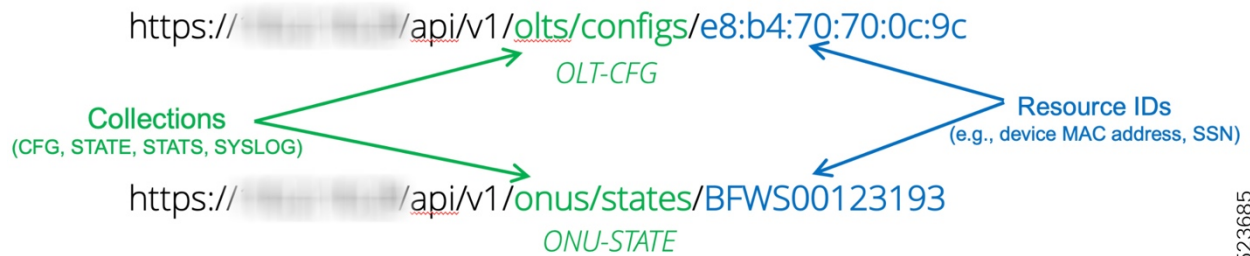 https:// /api/v1/olts/configs/e8:b4:70:70:0c:9c
OLT-CFG
Collections
(CFG, STATE, STATS, SYSLOG)
Resource IDs
(e.g., device MAC address, SSN)
https:// /api/v1/onus/states/BFWS00123193
ONU-STATE
523685